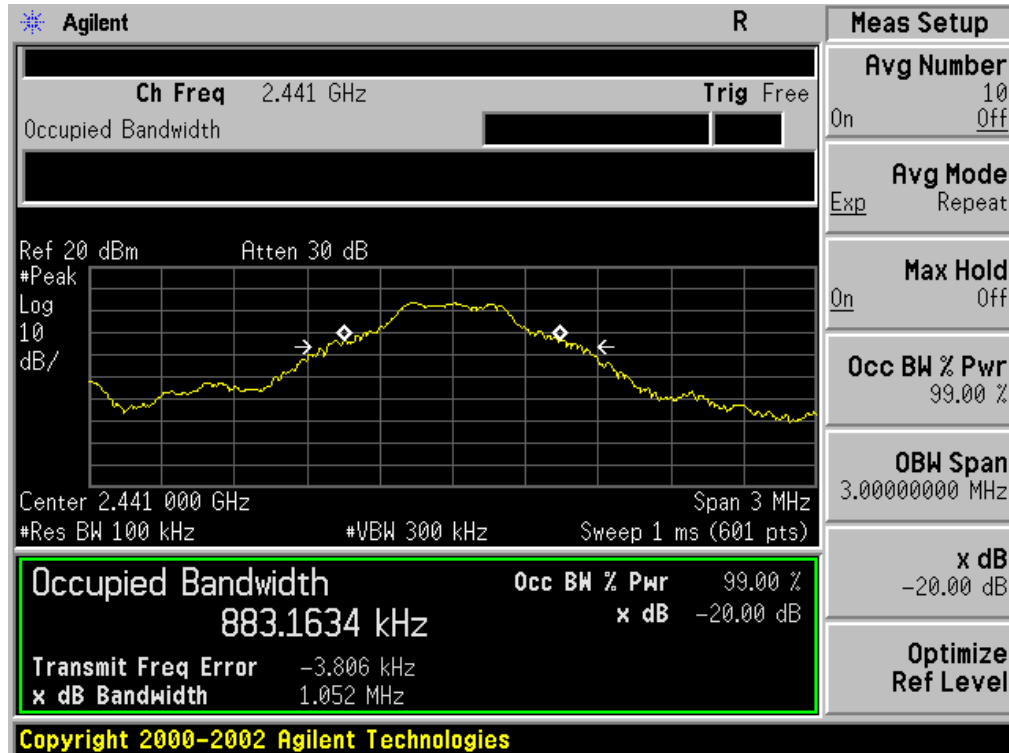 Agilent R
Ch Freq 2.441 GHz Trig Free
Occupied Bandwidth
Ref 20 dBm Atten 30 dB
#Peak
Log
10
dB/
Center 2.441 000 GHz Span 3 MHz
#Res BW 100 kHz #VBW 300 kHz Sweep 1 ms (601 pts)
Occupied Bandwidth Occ BW % Pwr 99.00 %
883.1634 kHz x dB -20.00 dB
Transmit Freq Error -3.806 kHz
x dB Bandwidth 1.052 MHz
Copyright 2000-2002 Agilent Technologies
Meas Setup
Avg Number
10
On Off
Avg Mode
Exp Repeat
Max Hold
On Off
Occ BW % Pwr
99.00 %
OBW Span
3.00000000 MHz
x dB
-20.00 dB
Optimize
Ref Level